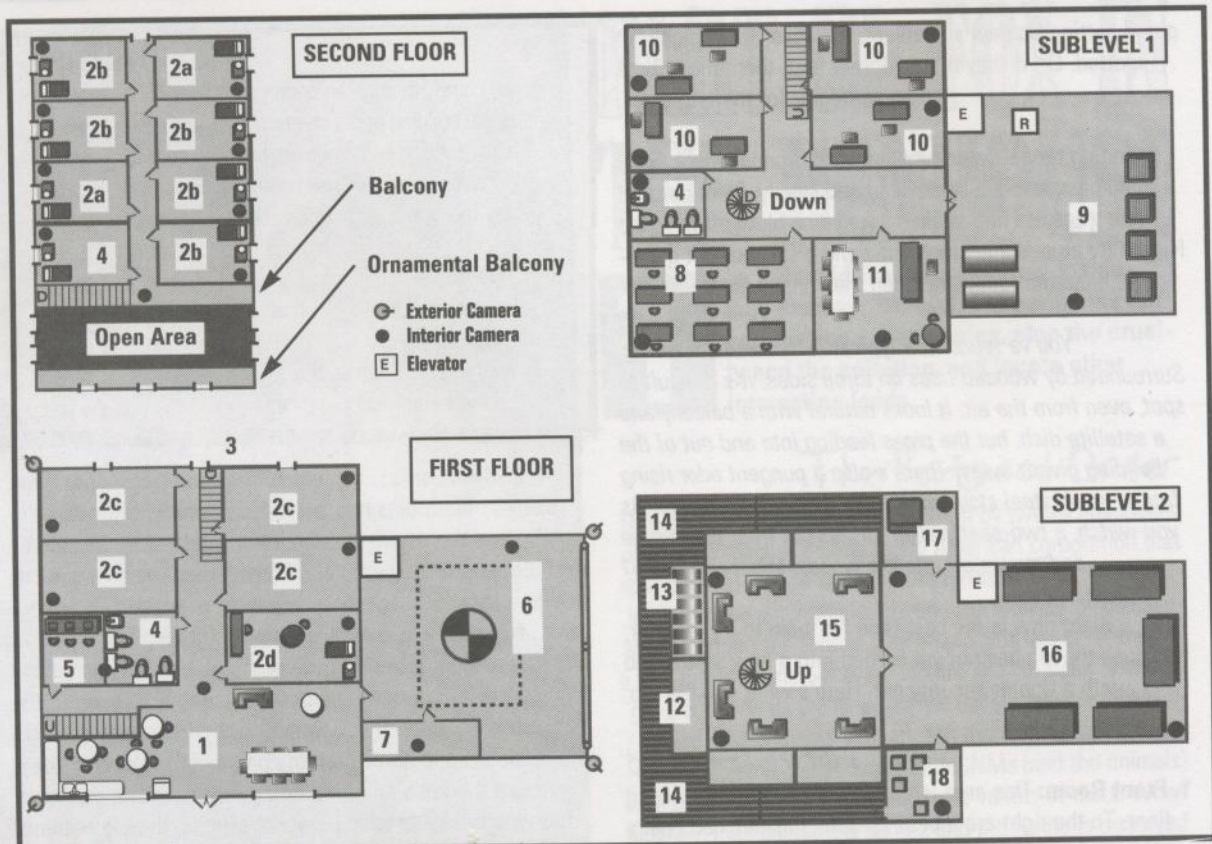 SECOND FLOOR
2b
2a
2b
2b
2a
2b
4
2b
U
Open Area
Balcony
Ornamental Balcony
Exterior Camera
Interior Camera
E Elevator
SUBLEVEL 1
10
10
10
10
U
E
R
4
D
Down
9
8
11
3
FIRST FLOOR
2c
2c
U
2c
2c
E
6
4
5
2d
U
1
7
SUBLEVEL 2
14
17
13
E
15
16
U
Up
12
14
18